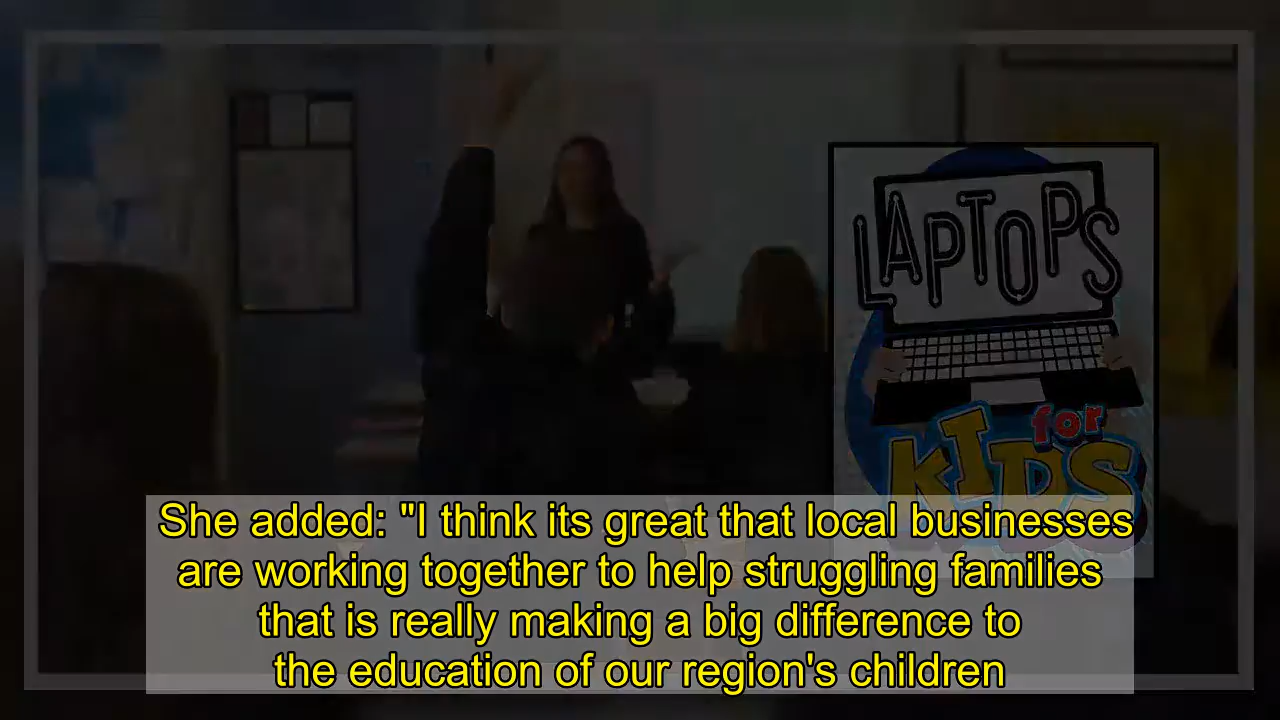 LAPTOPS
for
KIDS
She added: "I think its great that local businesses
are working together to help struggling families
that is really making a big difference to
the education of our region's children